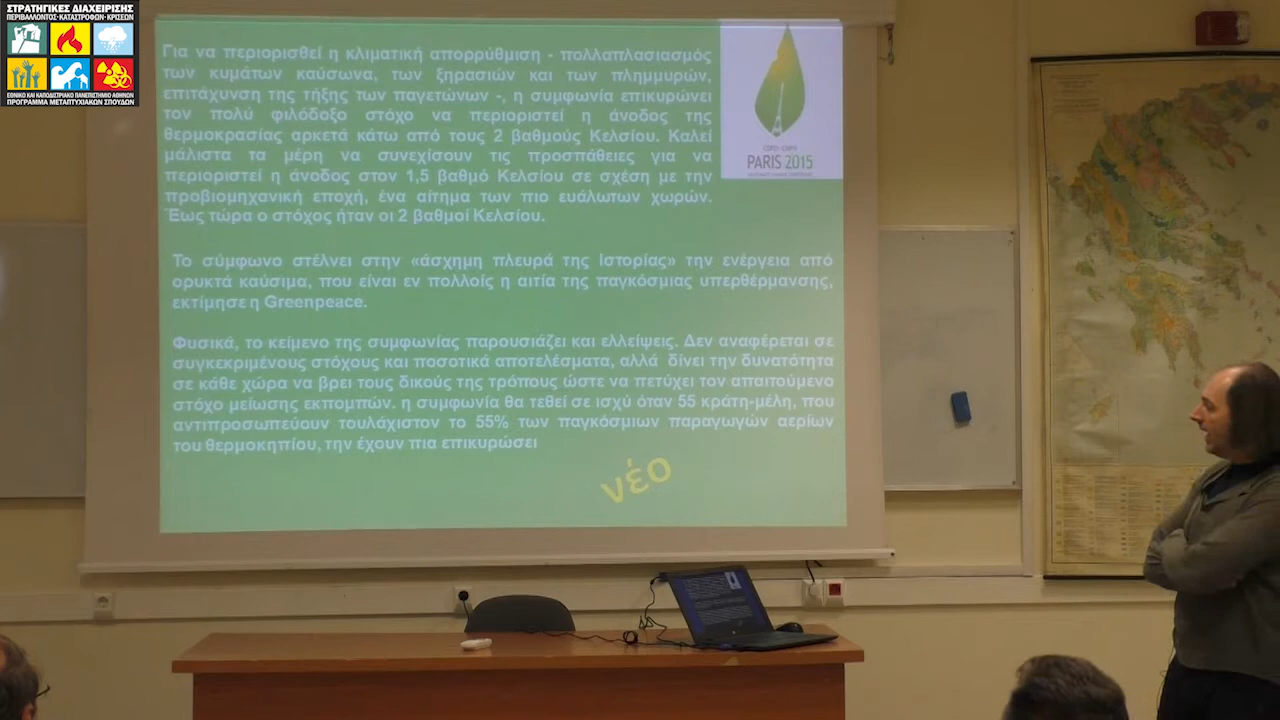 ΣΤΡΑΤΗΓΙΚΕΣ ΔΙΑΧΕΙΡΙΣΗΣ
ΠΕΡΙΒΑΛΛΟΝΤΟΣ·ΚΑΤΑΣΤΡΟΦΩΝ·ΚΡΙΣΕΩΝ
ΕΘΝΙΚΟ ΚΑΙ ΚΑΠΟΔΙΣΤΡΙΑΚΟ ΠΑΝΕΠΙΣΤΗΜΙΟ ΑΘΗΝΩΝ
ΠΡΟΓΡΑΜΜΑ ΜΕΤΑΠΤΥΧΙΑΚΩΝ ΣΠΟΥΔΩΝ
Για να περιορισθεί η κλιματική απορρύθμιση - πολλαπλασιασμός
των κυμάτων καύσωνα, των ξηρασιών και των πλημμυρών,
επιτάχυνση της τήξης των παγετώνων -, η συμφωνία επικυρώνει
τον πολύ φιλόδοξο στόχο να περιοριστεί η άνοδος της
θερμοκρασίας αρκετά κάτω από τους 2 βαθμούς Κελσίου. Καλεί
μάλιστα τα μέρη να συνεχίσουν τις προσπάθειες για να
περιοριστεί η άνοδος στον 1,5 βαθμό Κελσίου σε σχέση με την
προβιομηχανική εποχή, ένα αίτημα των πιο ευάλωτων χωρών.
Έως τώρα ο στόχος ήταν οι 2 βαθμοί Κελσίου.
PARIS 2015
Το σύμφωνο στέλνει στην «άσχημη πλευρά της Ιστορίας» την ενέργεια από
ορυκτά καύσιμα, που είναι εν πολλοίς η αιτία της παγκόσμιας υπερθέρμανσης,
εκτίμησε η Greenpeace.
Φυσικά, το κείμενο της συμφωνίας παρουσιάζει και ελλείψεις. Δεν αναφέρεται σε
συγκεκριμένους στόχους και ποσοτικά αποτελέσματα, αλλά δίνει την δυνατότητα
σε κάθε χώρα να βρει τους δικούς της τρόπους ώστε να πετύχει τον απαιτούμενο
στόχο μείωσης εκπομπών. η συμφωνία θα τεθεί σε ισχύ όταν 55 κράτη-μέλη, που
αντιπροσωπεύουν τουλάχιστον το 55% των παγκόσμιων παραγωγών αερίων
του θερμοκηπίου, την έχουν πια επικυρώσει
νέο